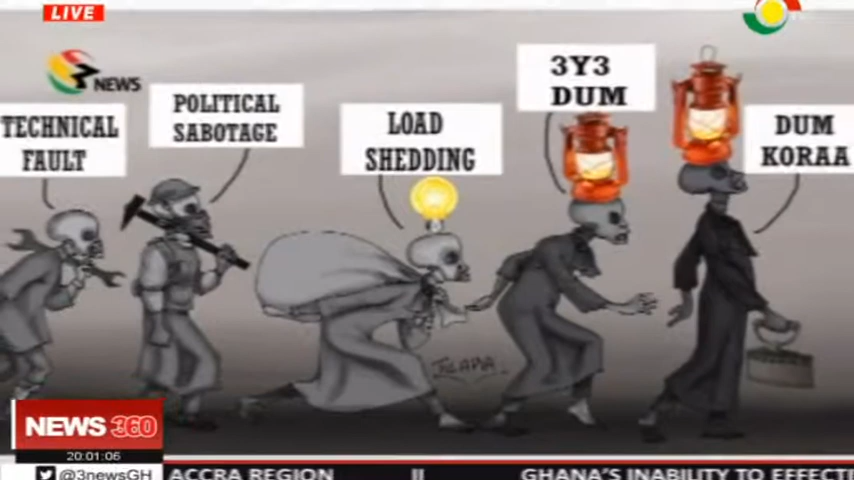 LIVE
NEWS
TECHNICAL
FAULT
POLITICAL
SABOTAGE
LOAD
SHEDDING
3Y3
DUM
DUM
KORAA
TILAPIA
NEWS 360
20:01:06
@3newsGH
ACCRA REGION
GHANA'S INABILITY TO EFFECTI